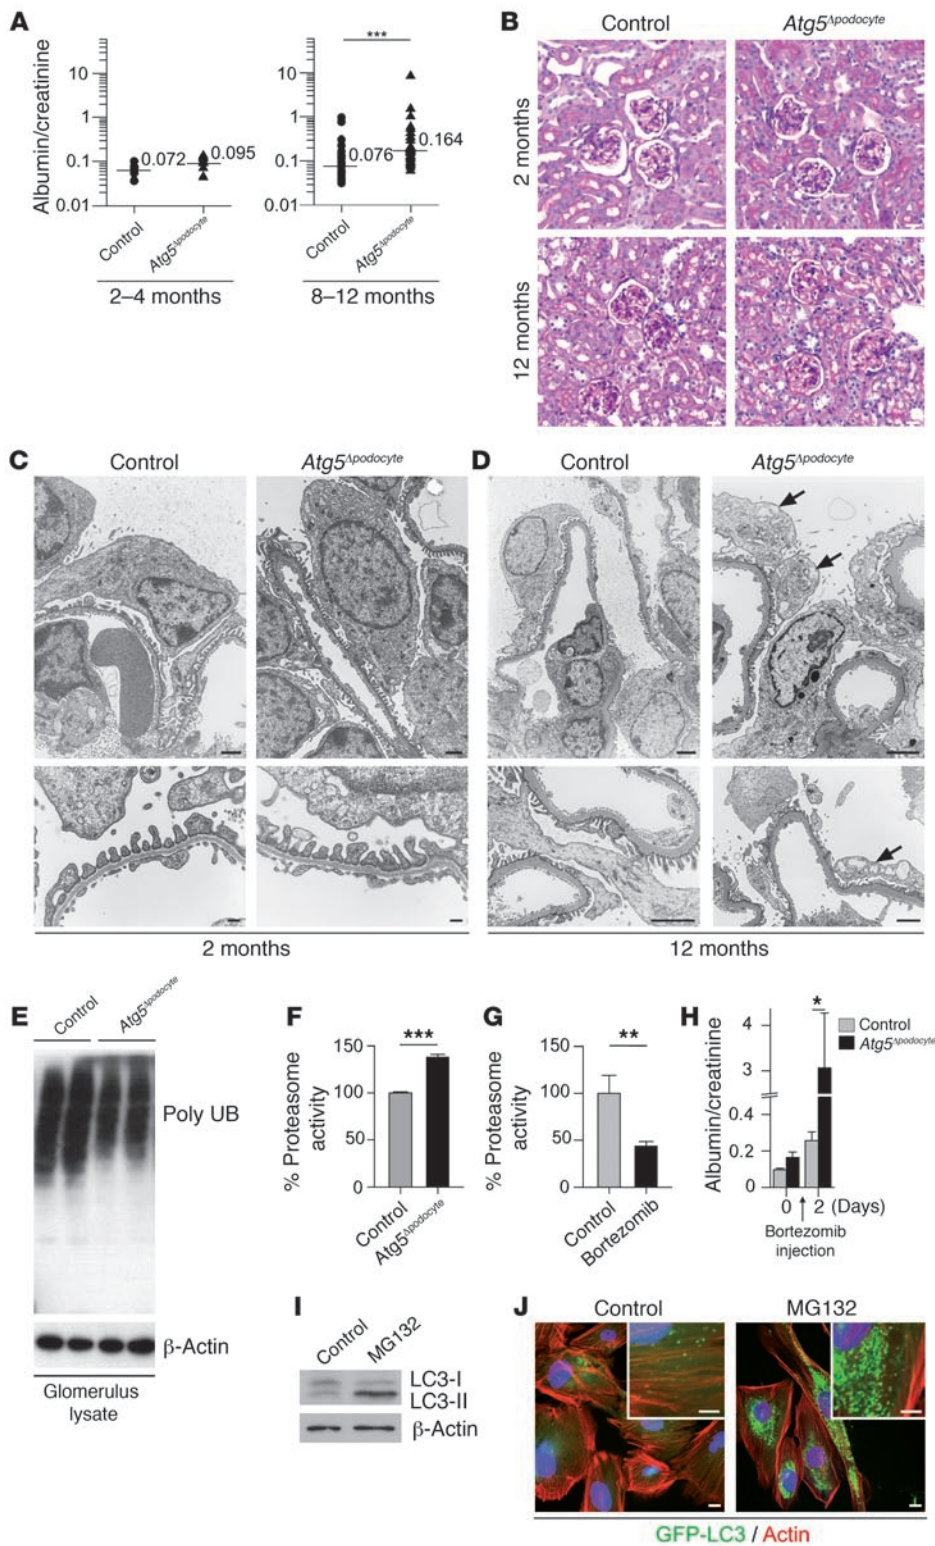 A
Albumin/creatinine
10
1
0.1
0.01
0.072
0.095
Control
Atg5Δpodocyte
2–4 months
***
10
1
0.1
0.01
0.076
0.164
Control
Atg5Δpodocyte
8–12 months
B
Control
Atg5Δpodocyte
2 months
12 months
C
Control
Atg5Δpodocyte
2 months
D
Control
Atg5Δpodocyte
12 months
E
Control
Atg5Δpodocyte
Poly UB
β-Actin
Glomerulus
lysate
F
% Proteasome
activity
150
100
50
0
***
Control
Atg5Δpodocyte
G
% Proteasome
activity
150
100
50
0
**
Control
Bortezomib
H
Albumin/creatinine
4
3
0.4
0.2
0
*
Control
Atg5Δpodocyte
0 2 (Days)
Bortezomib
injection
I
Control
MG132
LC3-I
LC3-II
β-Actin
J
Control
MG132
GFP-LC3 / Actin